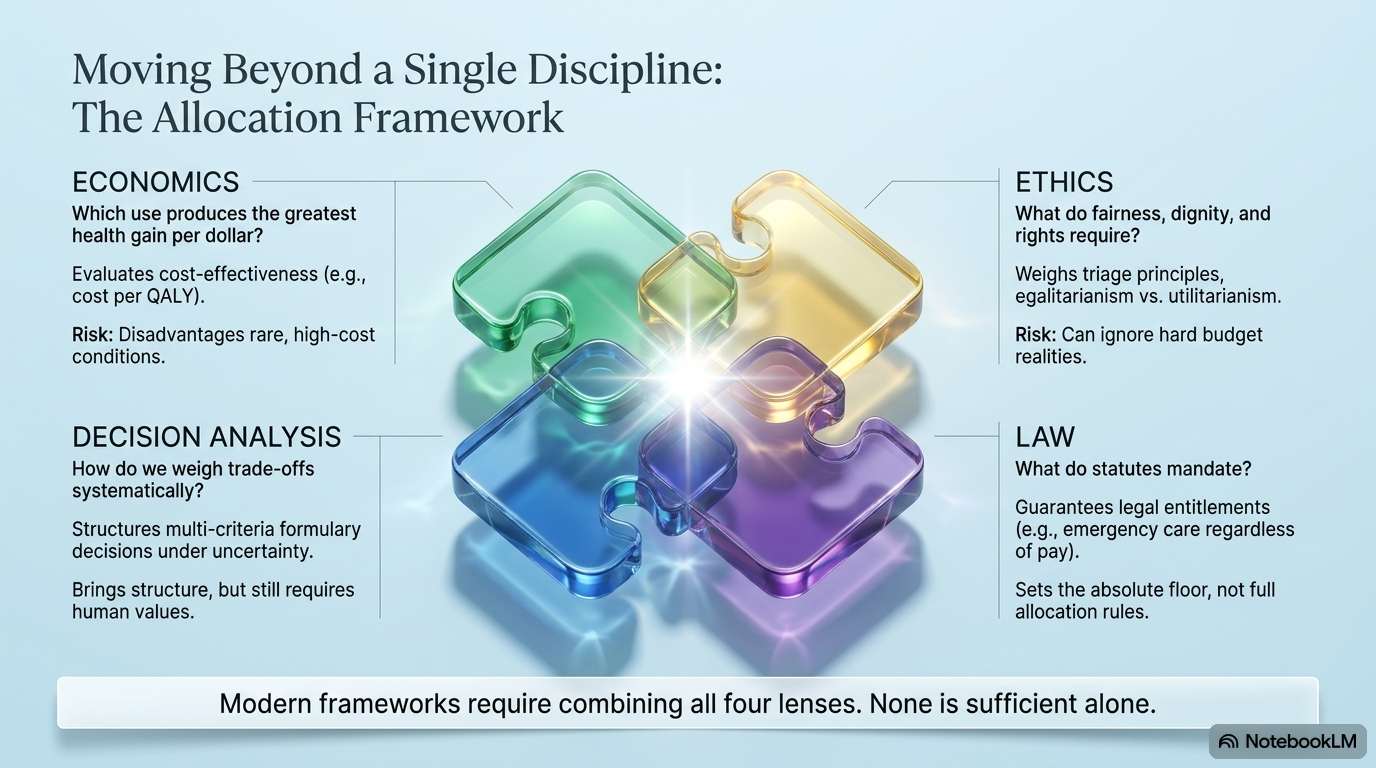 Moving Beyond a Single Discipline:
The Allocation Framework
ECONOMICS
Which use produces the greatest
health gain per dollar?
Evaluates cost-effectiveness (e.g.,
cost per QALY).
Risk: Disadvantages rare, high-cost
conditions.
ETHICS
What do fairness, dignity, and
rights require?
Weighs triage principles,
egalitarianism vs. utilitarianism.
Risk: Can ignore hard budget
realities.
DECISION ANALYSIS
How do we weigh trade-offs
systematically?
Structures multi-criteria formulary
decisions under uncertainty.
Brings structure, but still requires
human values.
LAW
What do statutes mandate?
Guarantees legal entitlements
(e.g., emergency care regardless
of pay).
Sets the absolute floor, not full
allocation rules.
Modern frameworks require combining all four lenses. None is sufficient alone.
NotebookLM